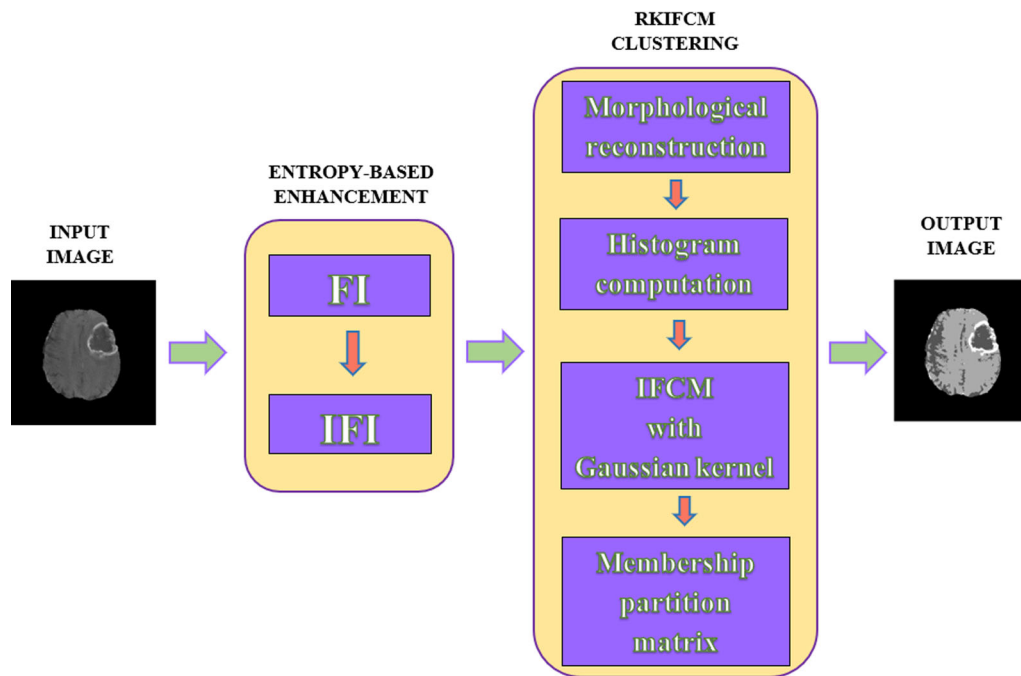 INPUT
IMAGE
ENTROPY-BASED
ENHANCEMENT
FI
IFI
RKIFCM
CLUSTERING
Morphological
reconstruction
Histogram
computation
IFCM
with
Gaussian kernel
Membership
partition
matrix
OUTPUT
IMAGE